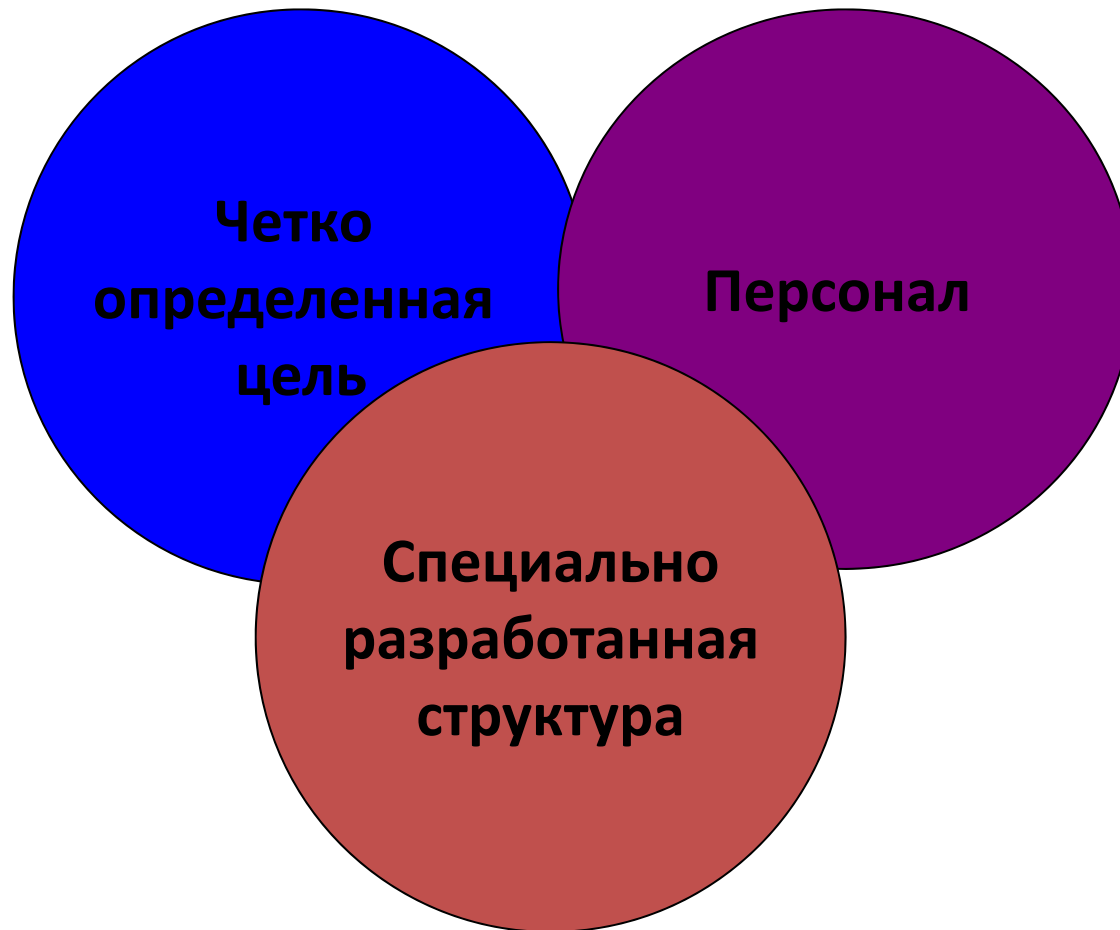 Четко
определенная
цель
Персонал
Специально
разработанная
структура